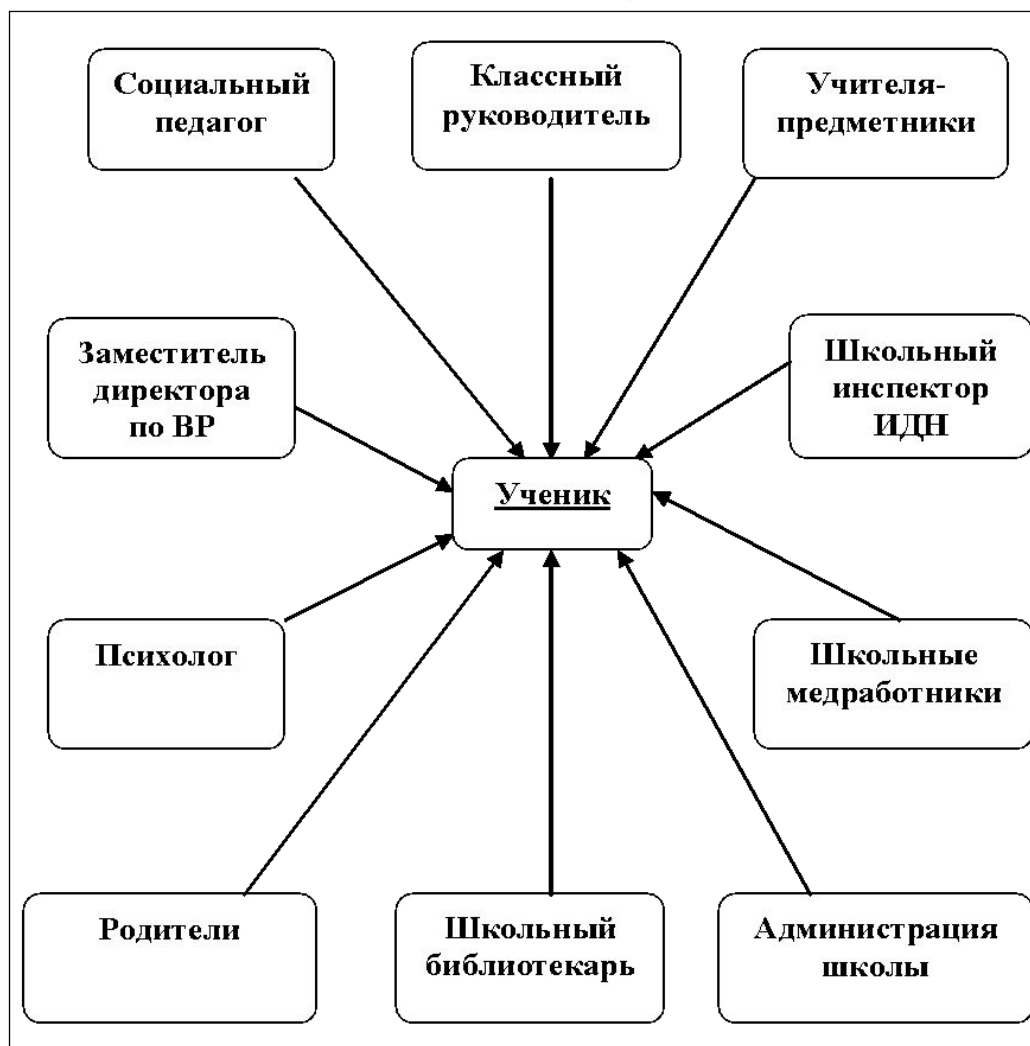 Социальный
педагог
Классный
руководитель
Учителя-
предметники
Заместитель
директора
по ВР
Школьный
инспектор
ИДН
Ученик
Психолог
Школьные
медработники
Родители
Школьный
библиотекарь
Администрация
школы